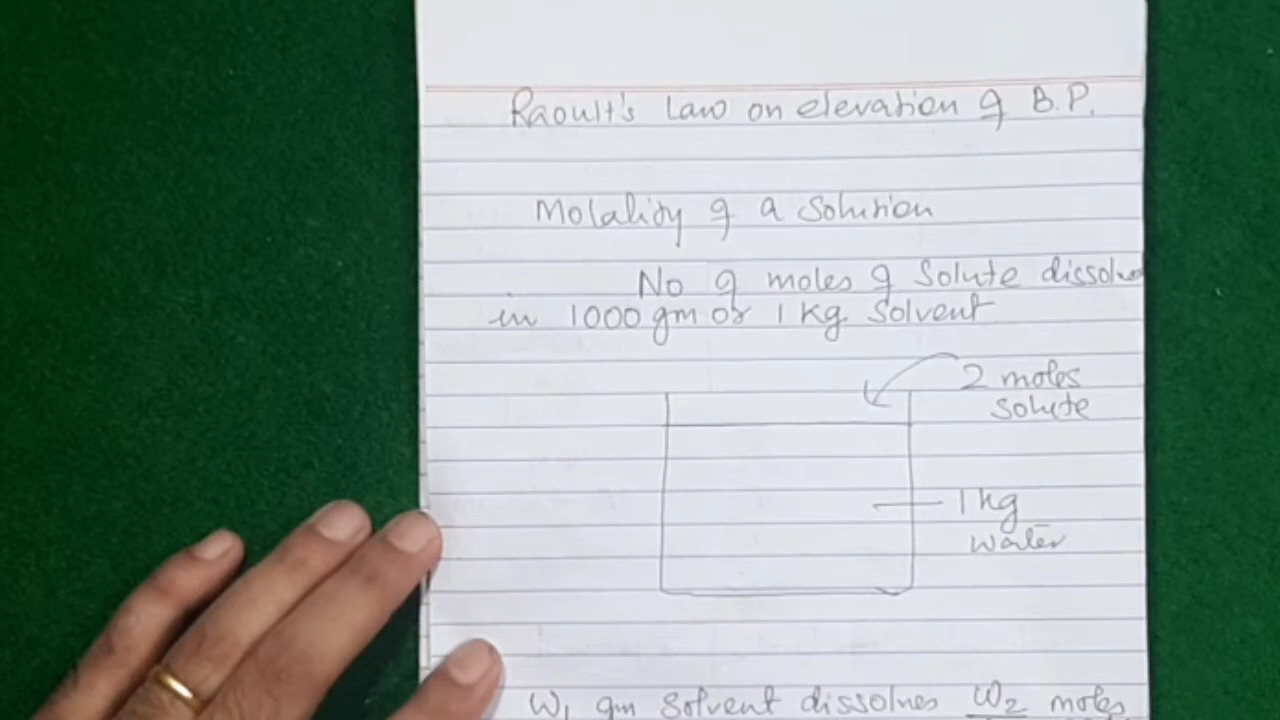 Raoult's Law on elevation of B.P.
Molality of a solution
No of moles of Solute dissolve
in 1000 gm or 1 Kg Solvent
2 moles
Solute
1 kg
water
W₁ gm Solvent dissolves W₂ moles